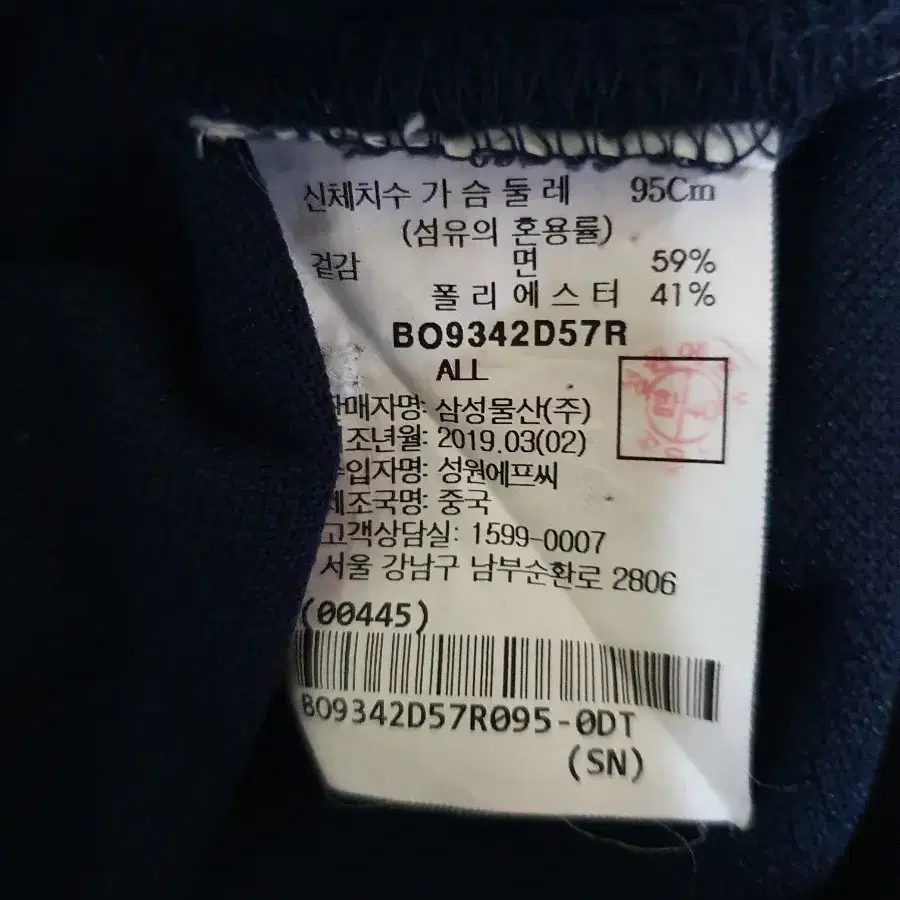 신체치수 가슴둘레 95Cm
(섬유의 혼용률)
겉감 면 59%
폴리에스터 41%
BO9342D57R
ALL
판매자명: 삼성물산(주)
제조년월: 2019.03(02)
수입자명: 성원에프씨
제조국명: 중국
고객상담실: 1599-0007
서울 강남구 남부순환로 2806
(00445)
BO9342D57R095-0DT
(SN)